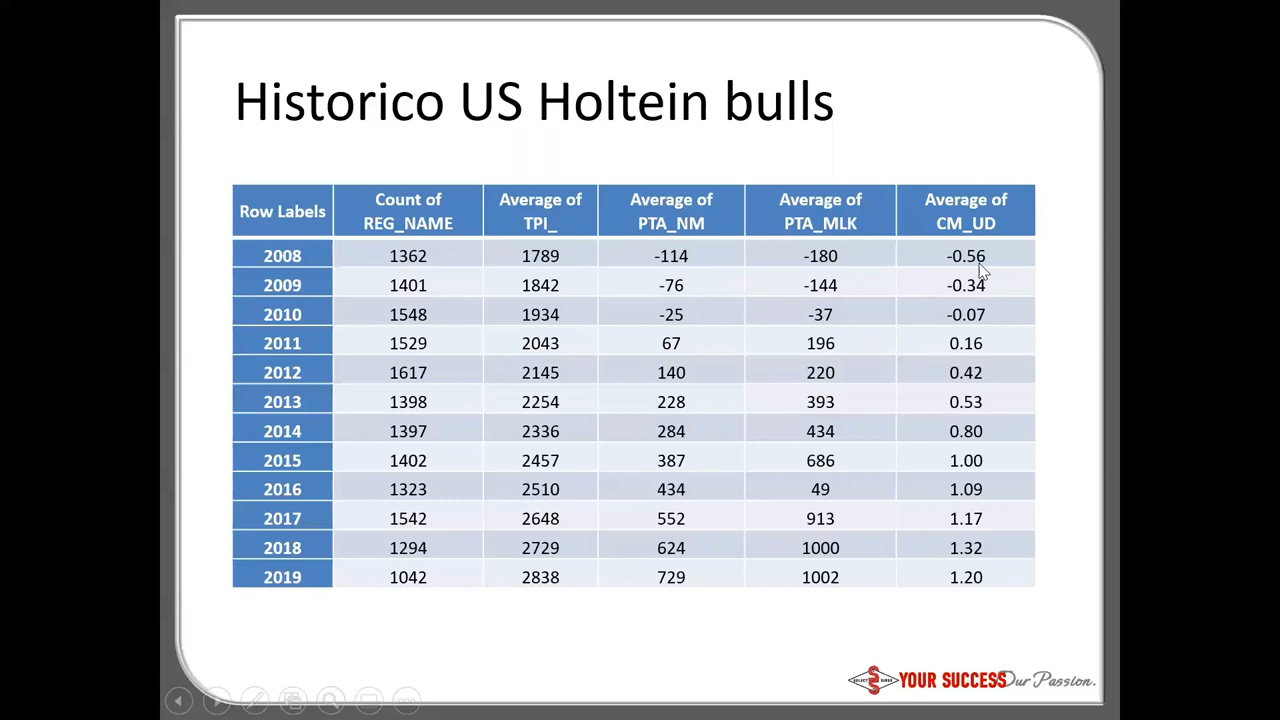 Historico US Holtein bulls
Row Labels Count of REG_NAME Average of TPI_ Average of PTA_NM Average of PTA_MLK Average of CM_UD
2008 1362 1789 -114 -180 -0.56
2009 1401 1842 -76 -144 -0.34
2010 1548 1934 -25 -37 -0.07
2011 1529 2043 67 196 0.16
2012 1617 2145 140 220 0.42
2013 1398 2254 228 393 0.53
2014 1397 2336 284 434 0.80
2015 1402 2457 387 686 1.00
2016 1323 2510 434 49 1.09
2017 1542 2648 552 913 1.17
2018 1294 2729 624 1000 1.32
2019 1042 2838 729 1002 1.20
SELECT SIRES YOUR SUCCESS Our Passion.